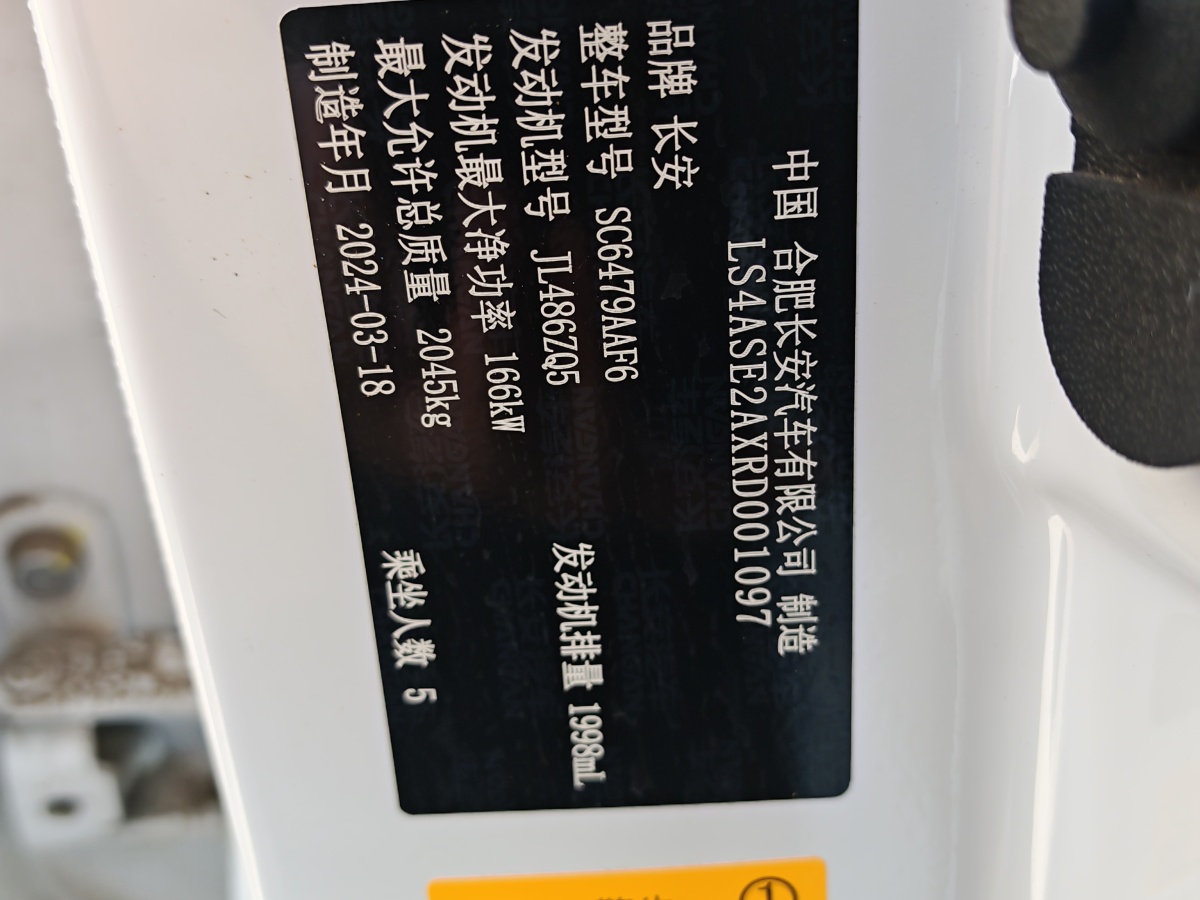 中国 合肥长安汽车有限公司 制造
LS4ASE2AXRD001097
品牌 长安
整车型号 SC6479AAF6
发动机型号 JL486ZQ5 发动机排量 1998mL
发动机最大净功率 166kW
最大允许总质量 2045kg
制造年月 2024-03-18 乘坐人数 5
1